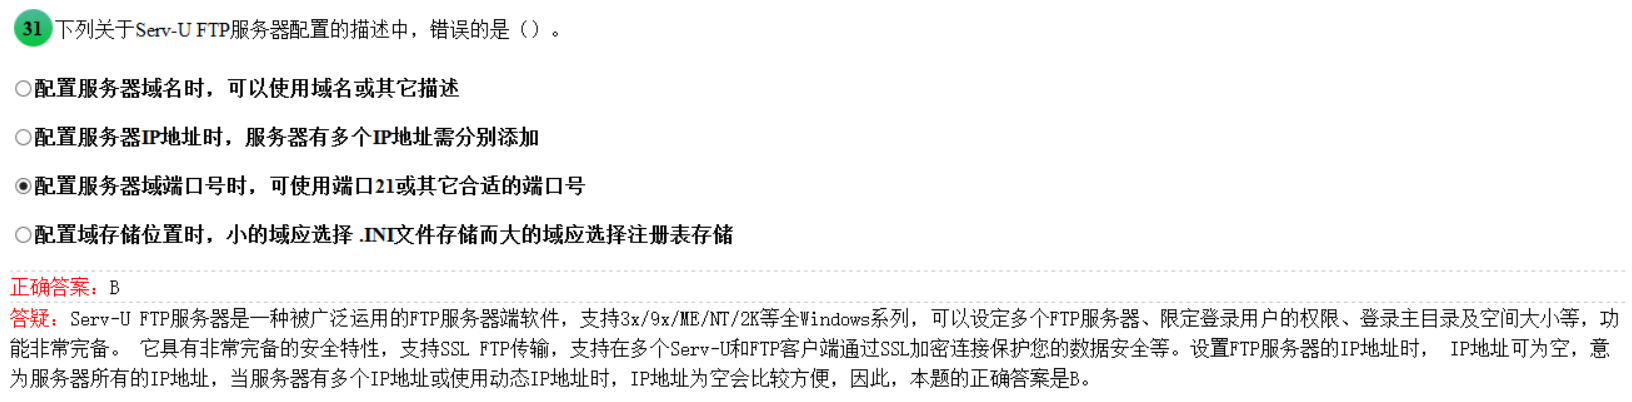 31 下列关于Serv-U FTP服务器配置的描述中，错误的是（）。
配置服务器域名时，可以使用域名或其它描述
配置服务器IP地址时，服务器有多个IP地址需分别添加
配置服务器域端口号时，可使用端口21或其它合适的端口号
配置域存储位置时，小的域应选择 .INI文件存储而大的域应选择注册表存储
正确答案：B
答疑：Serv-U FTP服务器是一种被广泛运用的FTP服务器端软件，支持3x/9x/ME/NT/2K等全Windows系列，可以设定多个FTP服务器、限定登录用户的权限、登录主目录及空间大小等，功
能非常完备。 它具有非常完备的安全特性，支持SSL FTP传输，支持在多个Serv-U和FTP客户端通过SSL加密连接保护您的数据安全等。设置FTP服务器的IP地址时， IP地址可为空，意
为服务器所有的IP地址，当服务器有多个IP地址或使用动态IP地址时，IP地址为空会比较方便，因此，本题的正确答案是B。